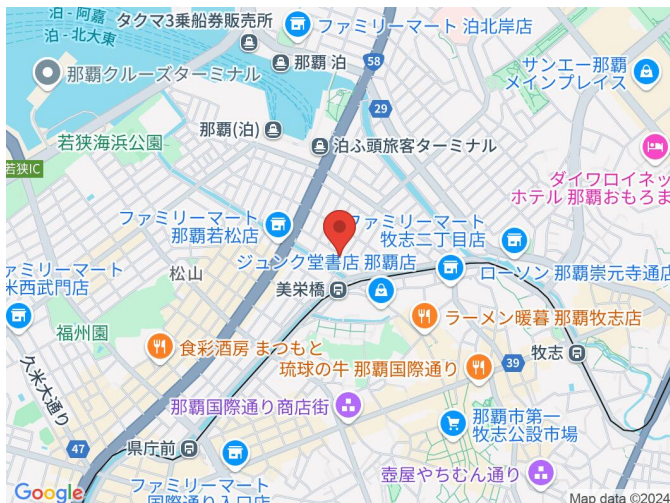 タクマ3乗船券販売所
泊 - 阿嘉
泊 - 北大東
ファミリーマート 泊北岸店
那覇 泊
58
サンエー那覇
メインプレイス
那覇クルーズターミナル
29
那覇(泊)
若狭海浜公園
泊ふ頭旅客ターミナル
若狭IC
ダイワロイネッ
ホテル 那覇おもろま
ファミリーマート
那覇若松店
ファミリーマート
牧志二丁目店
ジュンク堂書店 那覇店
ローソン 那覇崇元寺通店
松山
ァミリーマート
米西武門店
美栄橋
福州園
食彩酒房 まつもと
ラーメン暖暮 那覇牧志店
琉球の牛 那覇国際通り
牧志
39
久米大通り
那覇国際通り商店街
那覇市第一
牧志公設市場
47
県庁前
壺屋やちむん通り
ファミリーマート
国際通り入口店
Google
Map data ©2024